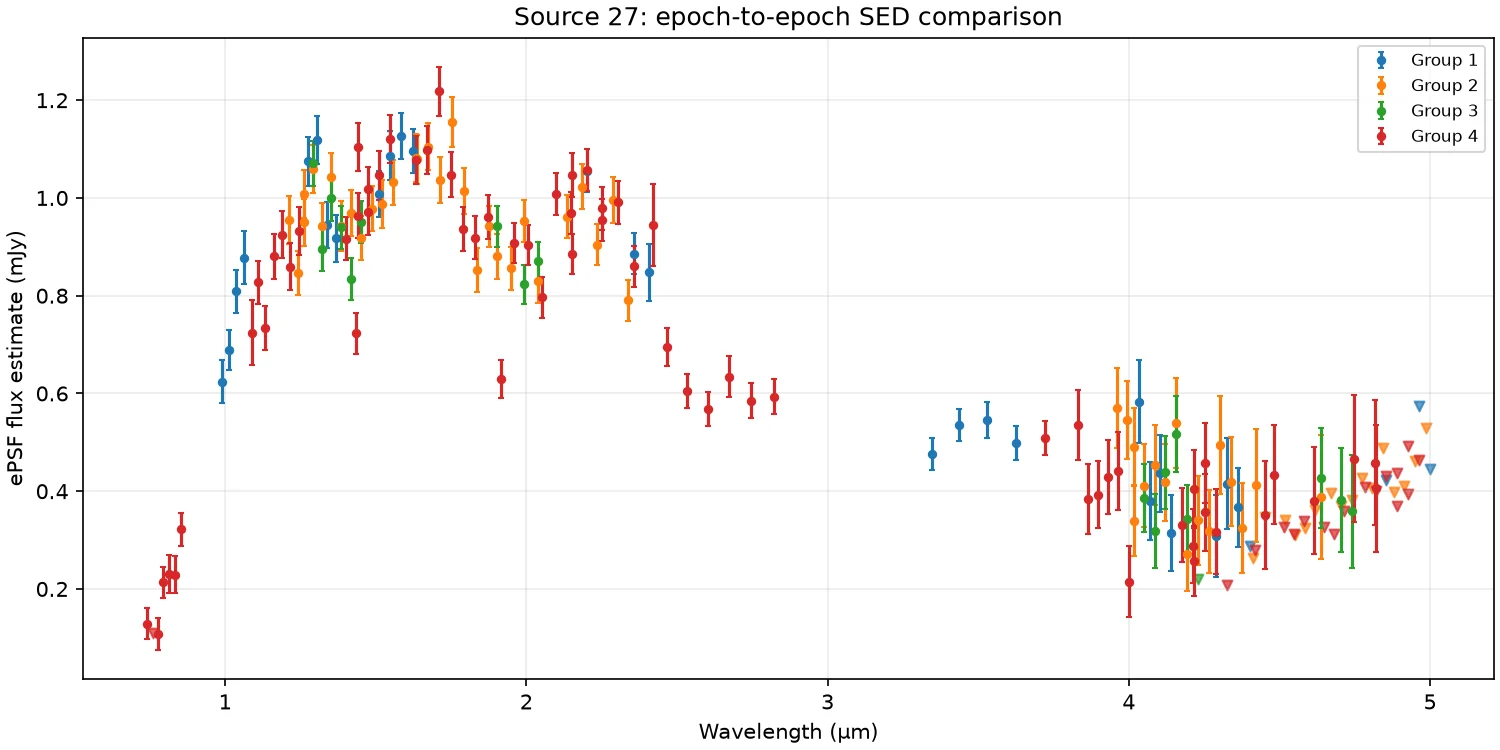 Source 27: epoch-to-epoch SED comparison
Group 1
Group 2
Group 3
Group 4
ePSF flux estimate (mJy)
1.2
1.0
0.8
0.6
0.4
0.2
1 2 3 4 5
Wavelength (μm)